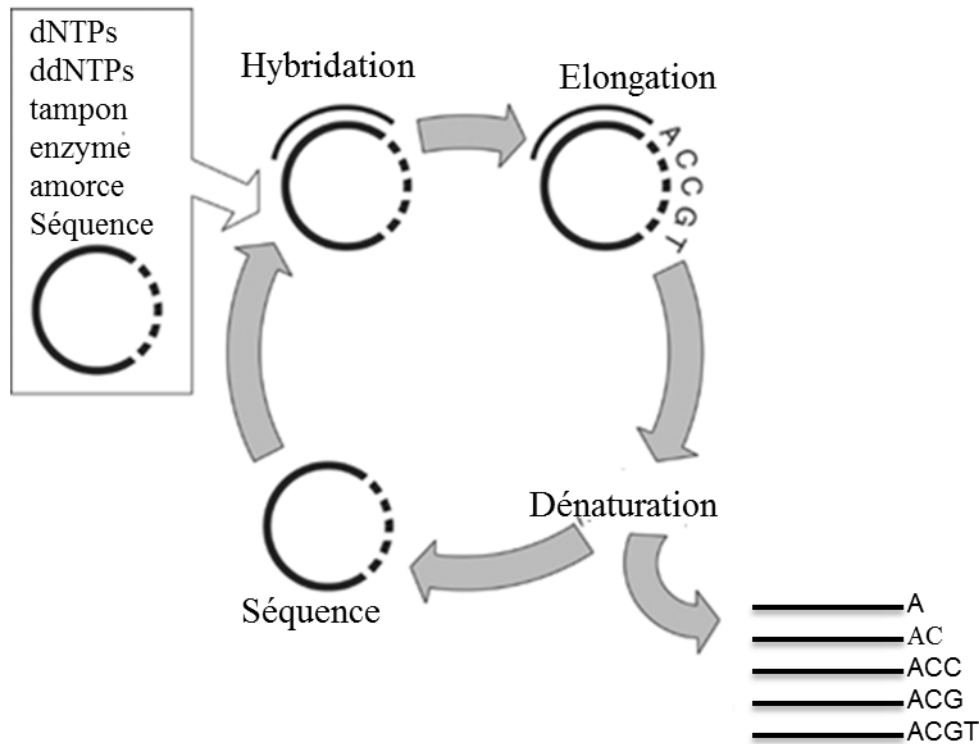 dNTPs
ddNTPs
tampon
enzyme
amorce
Séquence
Hybridation
Elongation
A
C
C
G
T
Dénaturation
Séquence
A
AC
ACC
ACG
ACGT